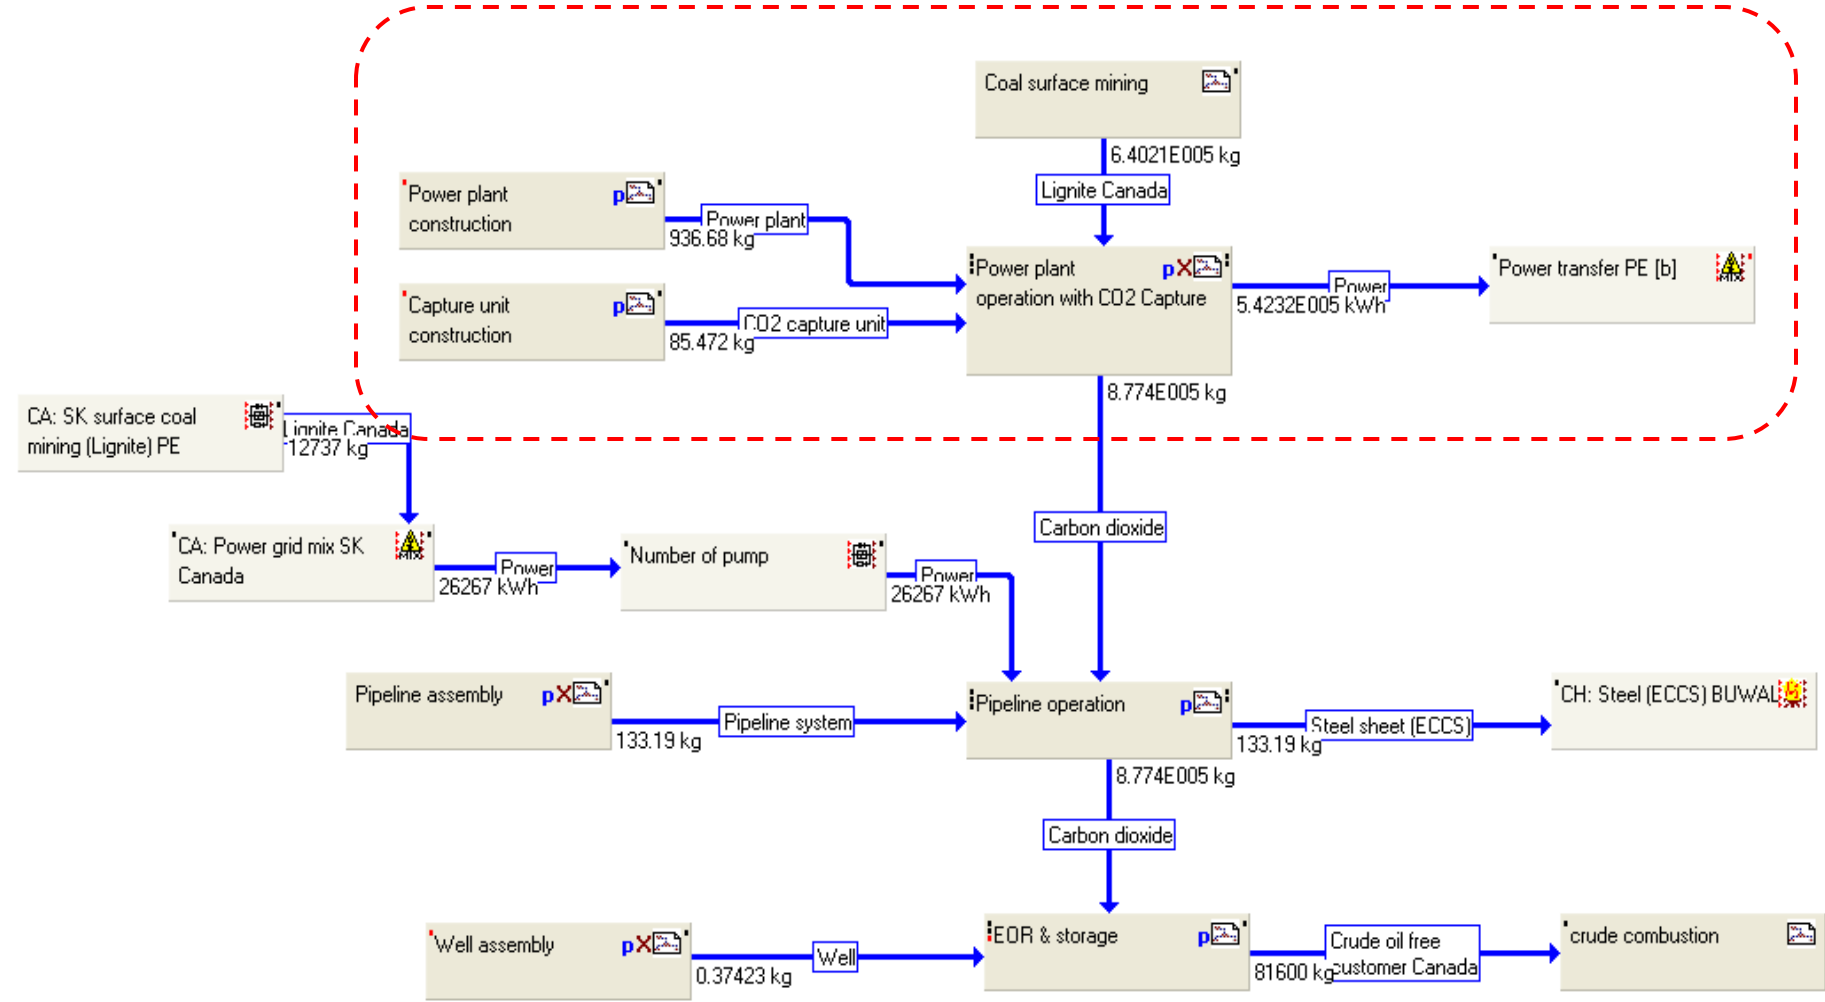 Coal surface mining
6.4021E005 kg
Lignite Canada
Power plant
construction
p
Power plant
936.68 kg
Capture unit
construction
p
CO2 capture unit
85.472 kg
Power plant
operation with CO2 Capture
pX
Power
5.4232E005 kWh
Power transfer PE [b]
MIX
8.774E005 kg
CA: SK surface coal
mining (Lignite) PE
Lignite Canada
12737 kg
Carbon dioxide
CA: Power grid mix SK
Canada
MIX
Power
26267 kWh
Number of pump
Power
26267 kWh
Pipeline assembly
pX
Pipeline system
133.19 kg
Pipeline operation
p
Steel sheet (ECCS)
133.19 kg
CH: Steel (ECCS) BUWAL
8.774E005 kg
Carbon dioxide
Well assembly
pX
Well
0.37423 kg
EOR & storage
p
Crude oil free
customer Canada
81600 kg
crude combustion